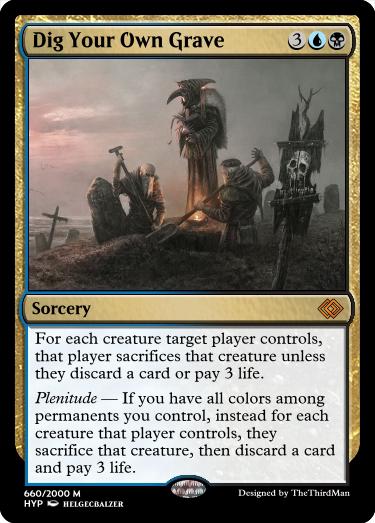 Dig Your Own Grave 3
Sorcery
For each creature target player controls,
that player sacrifices that creature unless
they discard a card or pay 3 life.
Plenitude — If you have all colors among
permanents you control, instead for each
creature that player controls, they
sacrifice that creature, then discard a card
and pay 3 life.
660/2000 M
HYP HELGECBALZER
Designed by TheThirdMan